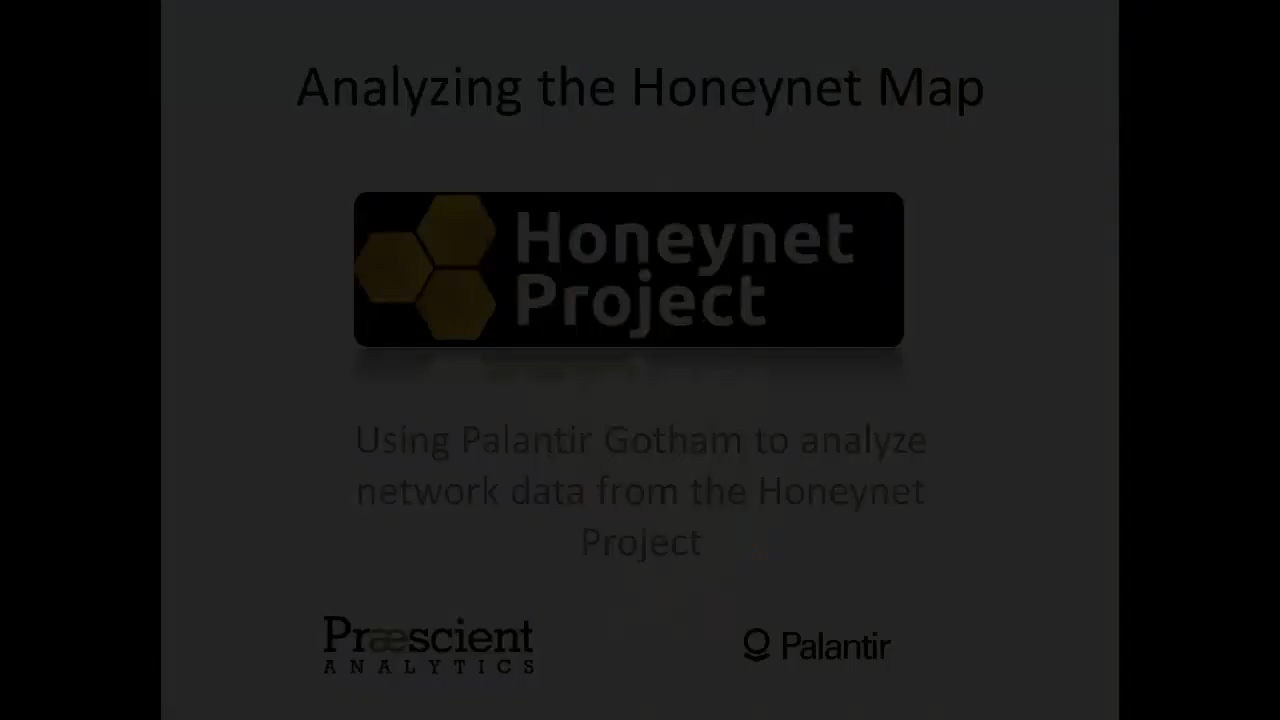 Analyzing the Honeynet Map
Honeynet
Project
Using Palantir Gotham to analyze
network data from the Honeynet
Project
Præscient
ANALYTICS
Palantir